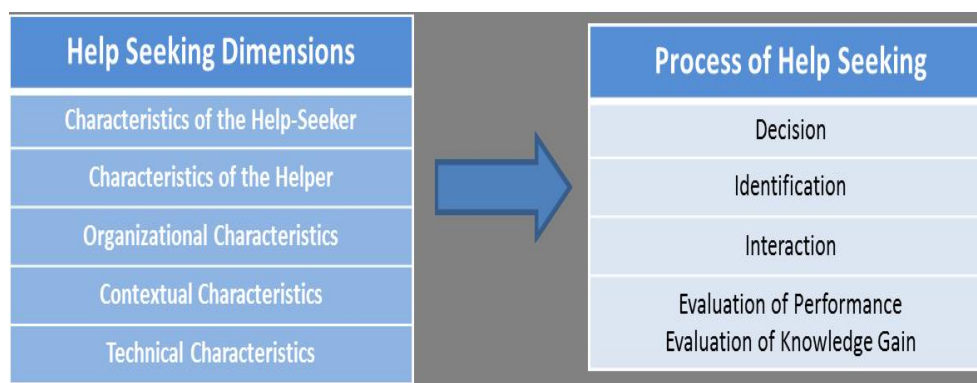 Help Seeking Dimensions
Characteristics of the Help-Seeker
Characteristics of the Helper
Organizational Characteristics
Contextual Characteristics
Technical Characteristics
Process of Help Seeking
Decision
Identification
Interaction
Evaluation of Performance
Evaluation of Knowledge Gain